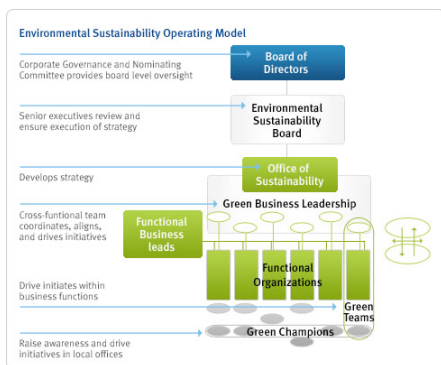 Environmental Sustainability Operating Model
Board of
Directors
Corporate Governance and Nominating
Committee provides board level oversight
Environmental
Sustainability
Board
Senior executives review and
ensure execution of strategy
Office of
Sustainability
Develops strategy
Green Business Leadership
Cross-funtional team
coordinates, aligns,
and drives initiatives
Functional
Business
leads
Functional
Organizations
Drive initiates within
business functions
Green
Teams
Green Champions
Raise awareness and drive
initiatives in local offices